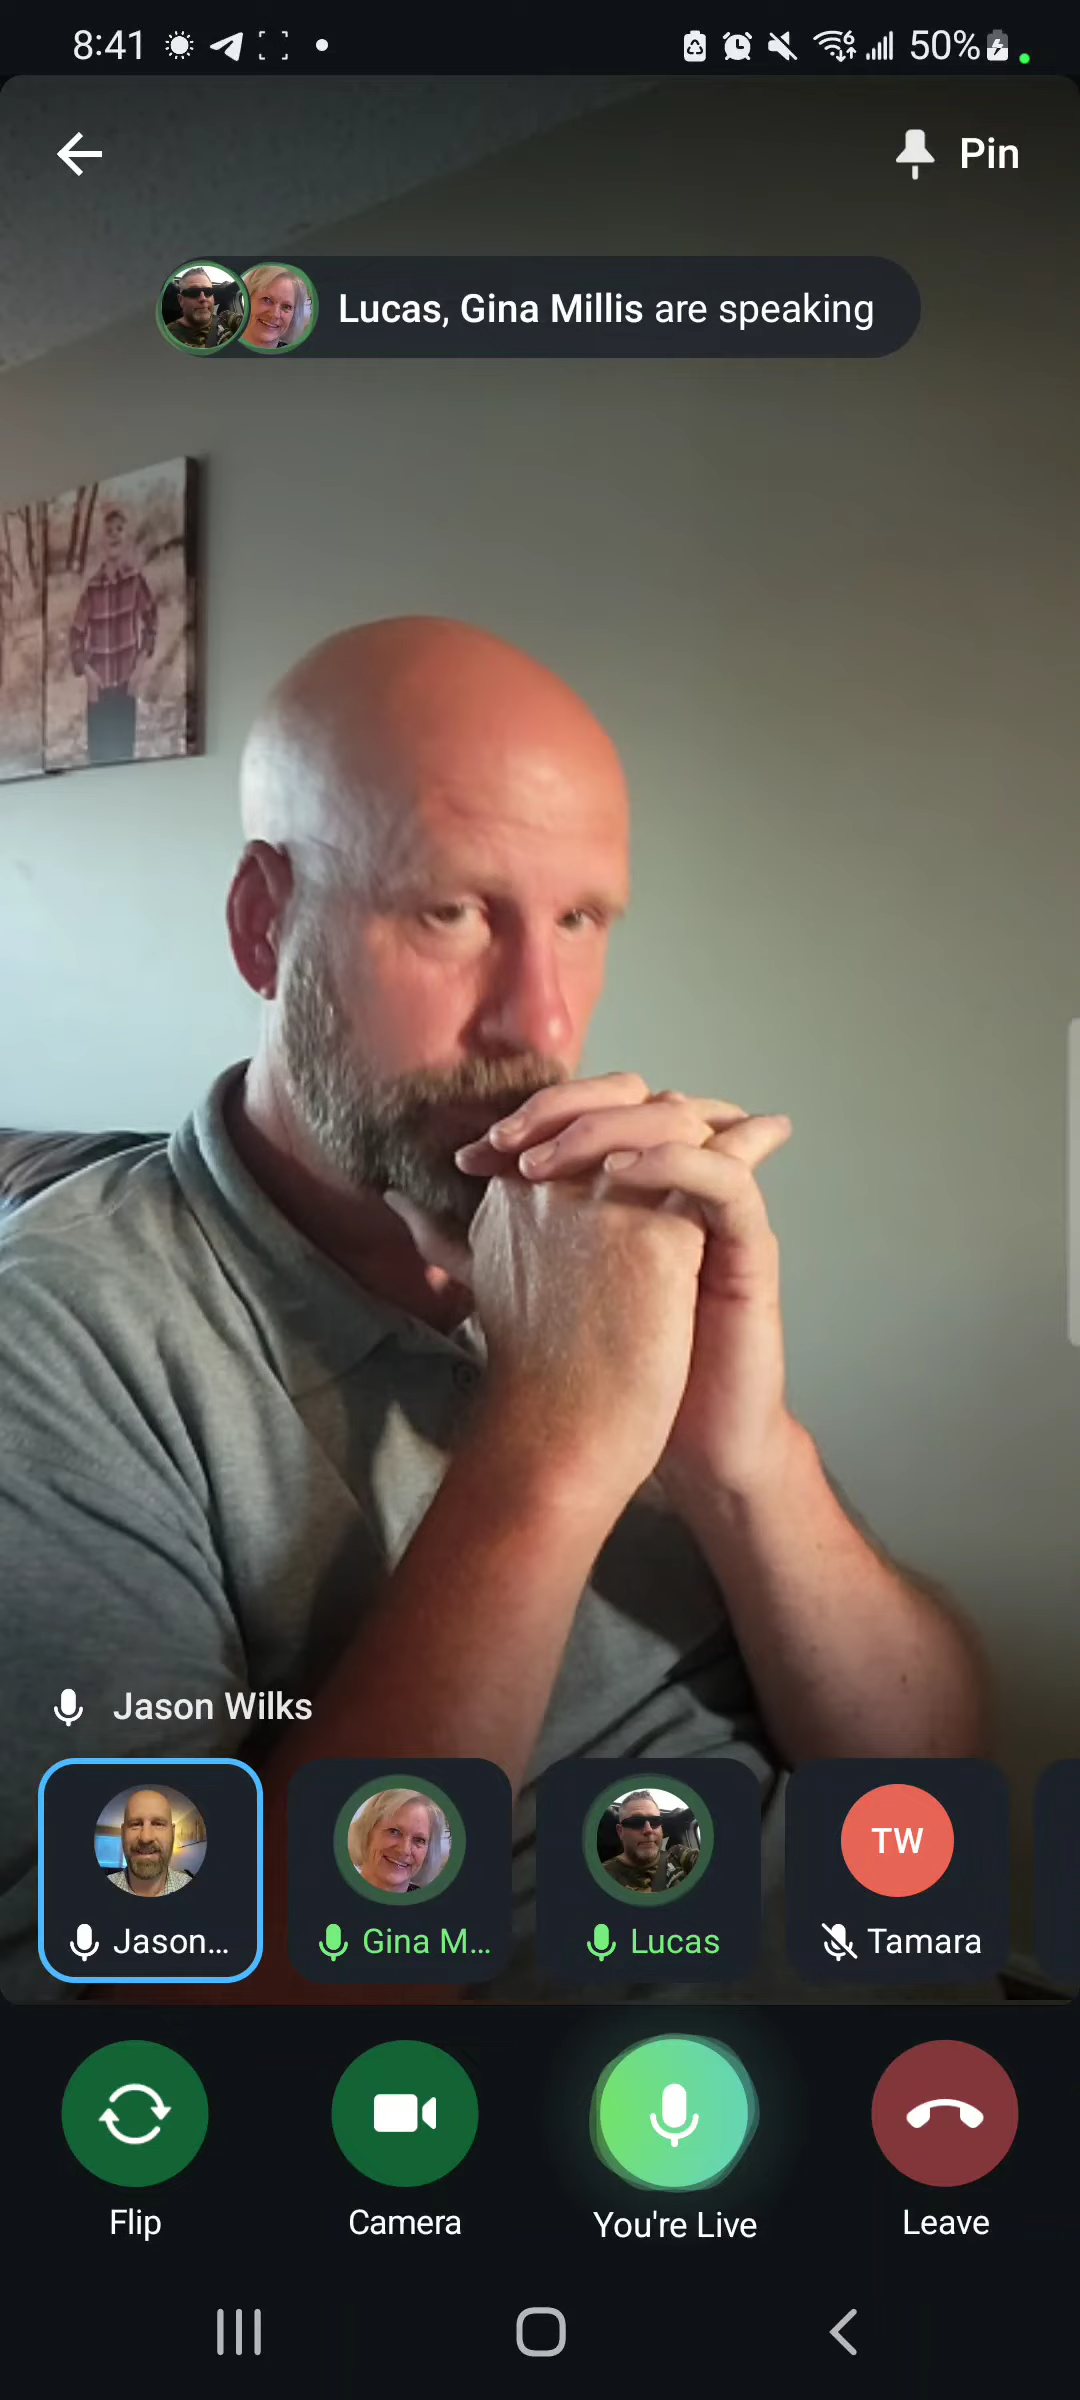 8:41
50%
Pin
Lucas, Gina Millis are speaking
Jason Wilks
TW
Jason...
Gina M...
Lucas
Tamara
Flip
Camera
You're Live
Leave